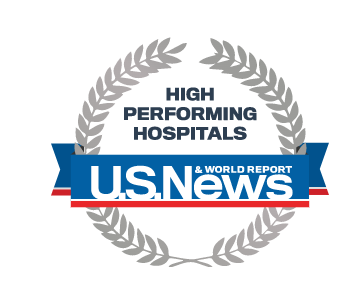 HIGH
PERFORMING
HOSPITALS
& WORLD REPORT
U.S.News